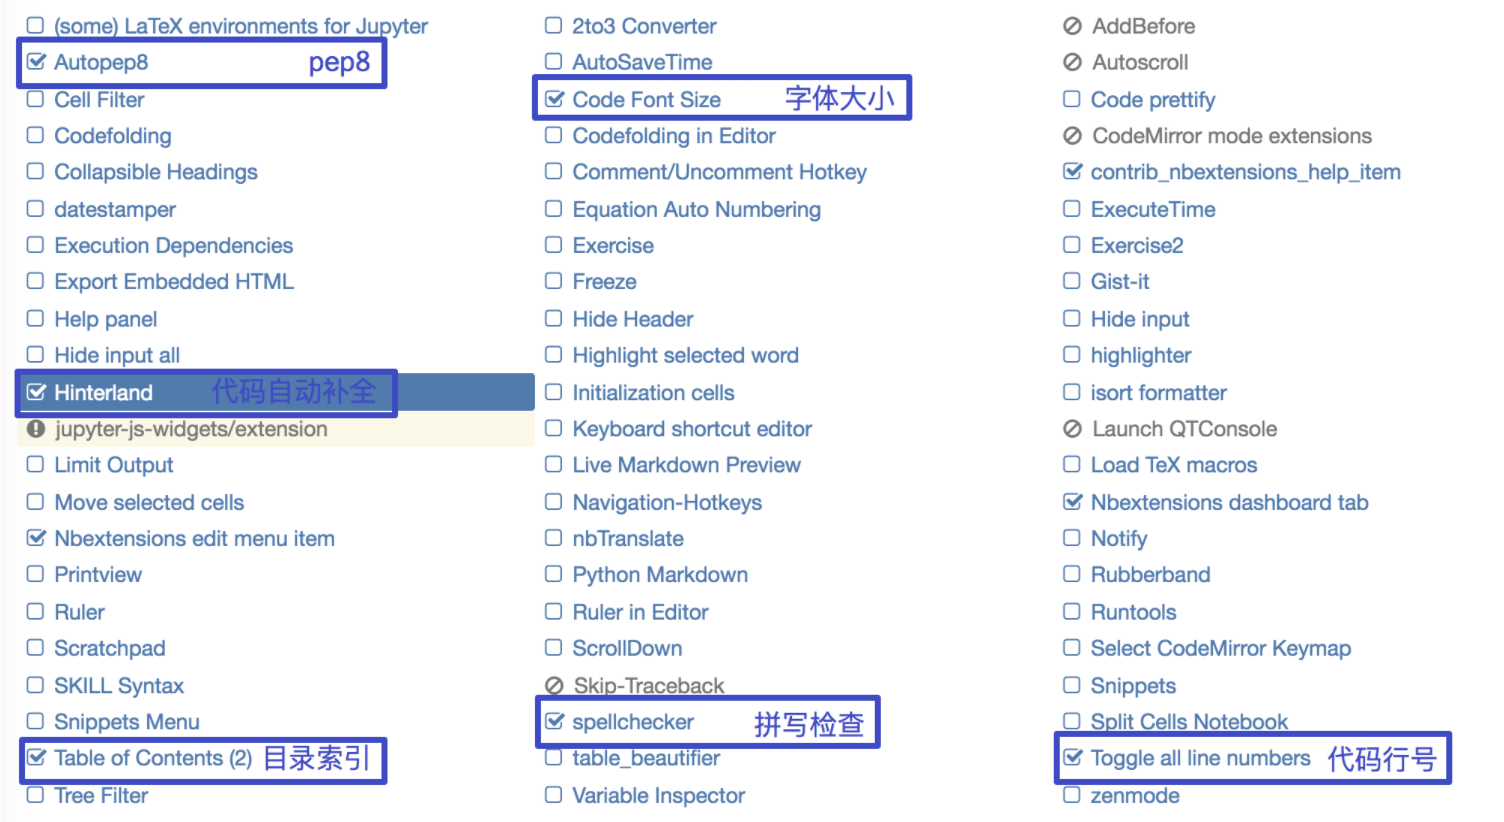 (some) LaTeX environments for Jupyter
Autopep8 pep8
Cell Filter
Codefolding
Collapsible Headings
datestamper
Execution Dependencies
Export Embedded HTML
Help panel
Hide input all
Hinterland 代码自动补全
jupyter-js-widgets/extension
Limit Output
Move selected cells
Nbextensions edit menu item
Printview
Ruler
Scratchpad
SKILL Syntax
Snippets Menu
Table of Contents (2) 目录索引
Tree Filter
2to3 Converter
AutoSaveTime
Code Font Size 字体大小
Codefolding in Editor
Comment/Uncomment Hotkey
Equation Auto Numbering
Exercise
Freeze
Hide Header
Highlight selected word
Initialization cells
Keyboard shortcut editor
Live Markdown Preview
Navigation-Hotkeys
nbTranslate
Python Markdown
Ruler in Editor
ScrollDown
Skip-Traceback
spellchecker 拼写检查
table_beautifier
Variable Inspector
AddBefore
Autoscroll
Code prettify
CodeMirror mode extensions
contrib_nbextensions_help_item
ExecuteTime
Exercise2
Gist-it
Hide input
highlighter
isort formatter
Launch QTConsole
Load TeX macros
Nbextensions dashboard tab
Notify
Rubberband
Runtools
Select CodeMirror Keymap
Snippets
Split Cells Notebook
Toggle all line numbers 代码行号
zenmode